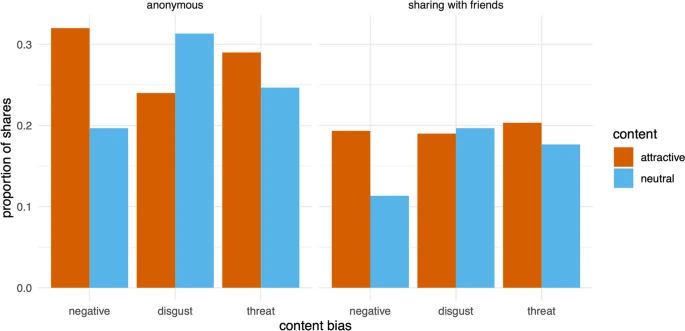 anonymous
sharing with friends
proportion of shares
0.3
0.2
0.1
0.0
negative
disgust
threat
negative
disgust
threat
content bias
content
attractive
neutral